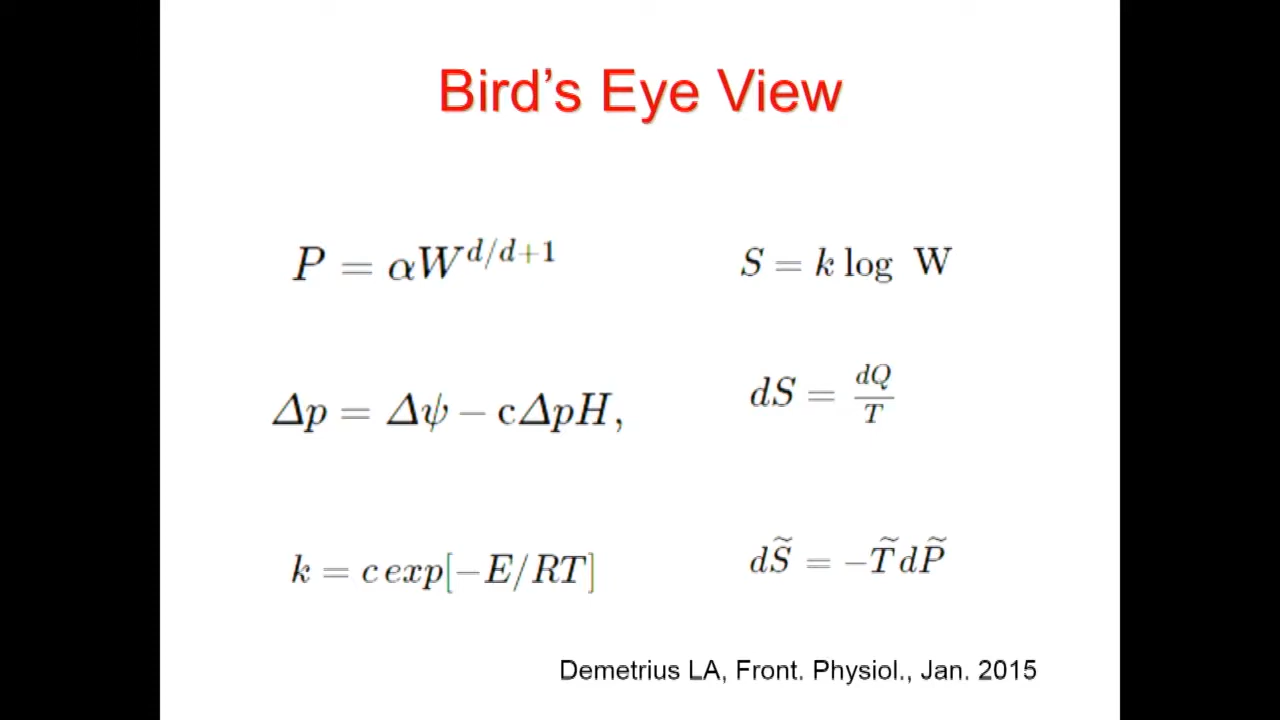 Bird's Eye View
P = αW^{d/d+1}
S = k log W
Δp = Δψ − cΔpH,
dS = dQ/T
k = c exp[−E/RT]
dS̃ = −T̃dP̃
Demetrius LA, Front. Physiol., Jan. 2015